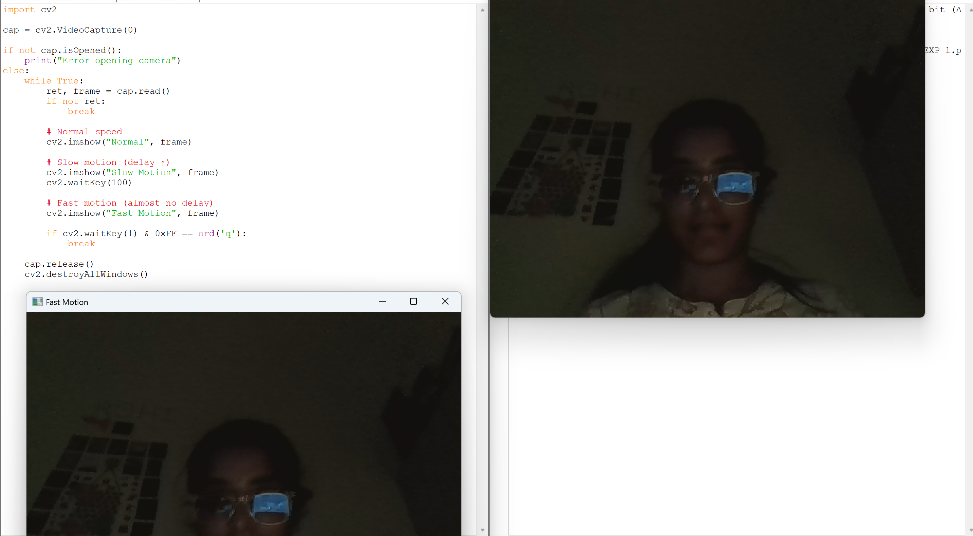 import cv2
cap = cv2.VideoCapture(0)
if not cap.isOpened():
    print("Error opening camera")
else:
    while True:
        ret, frame = cap.read()
        if not ret:
            break
        # Normal speed
        cv2.imshow("Normal", frame)
        # Slow motion (delay ↑)
        cv2.imshow("Slow Motion", frame)
        cv2.waitKey(100)
        # Fast motion (almost no delay)
        cv2.imshow("Fast Motion", frame)
        if cv2.waitKey(1) & 0xFF == ord('q'):
            break
    cap.release()
    cv2.destroyAllWindows()
Fast Motion
bit (A
EXP 1.p